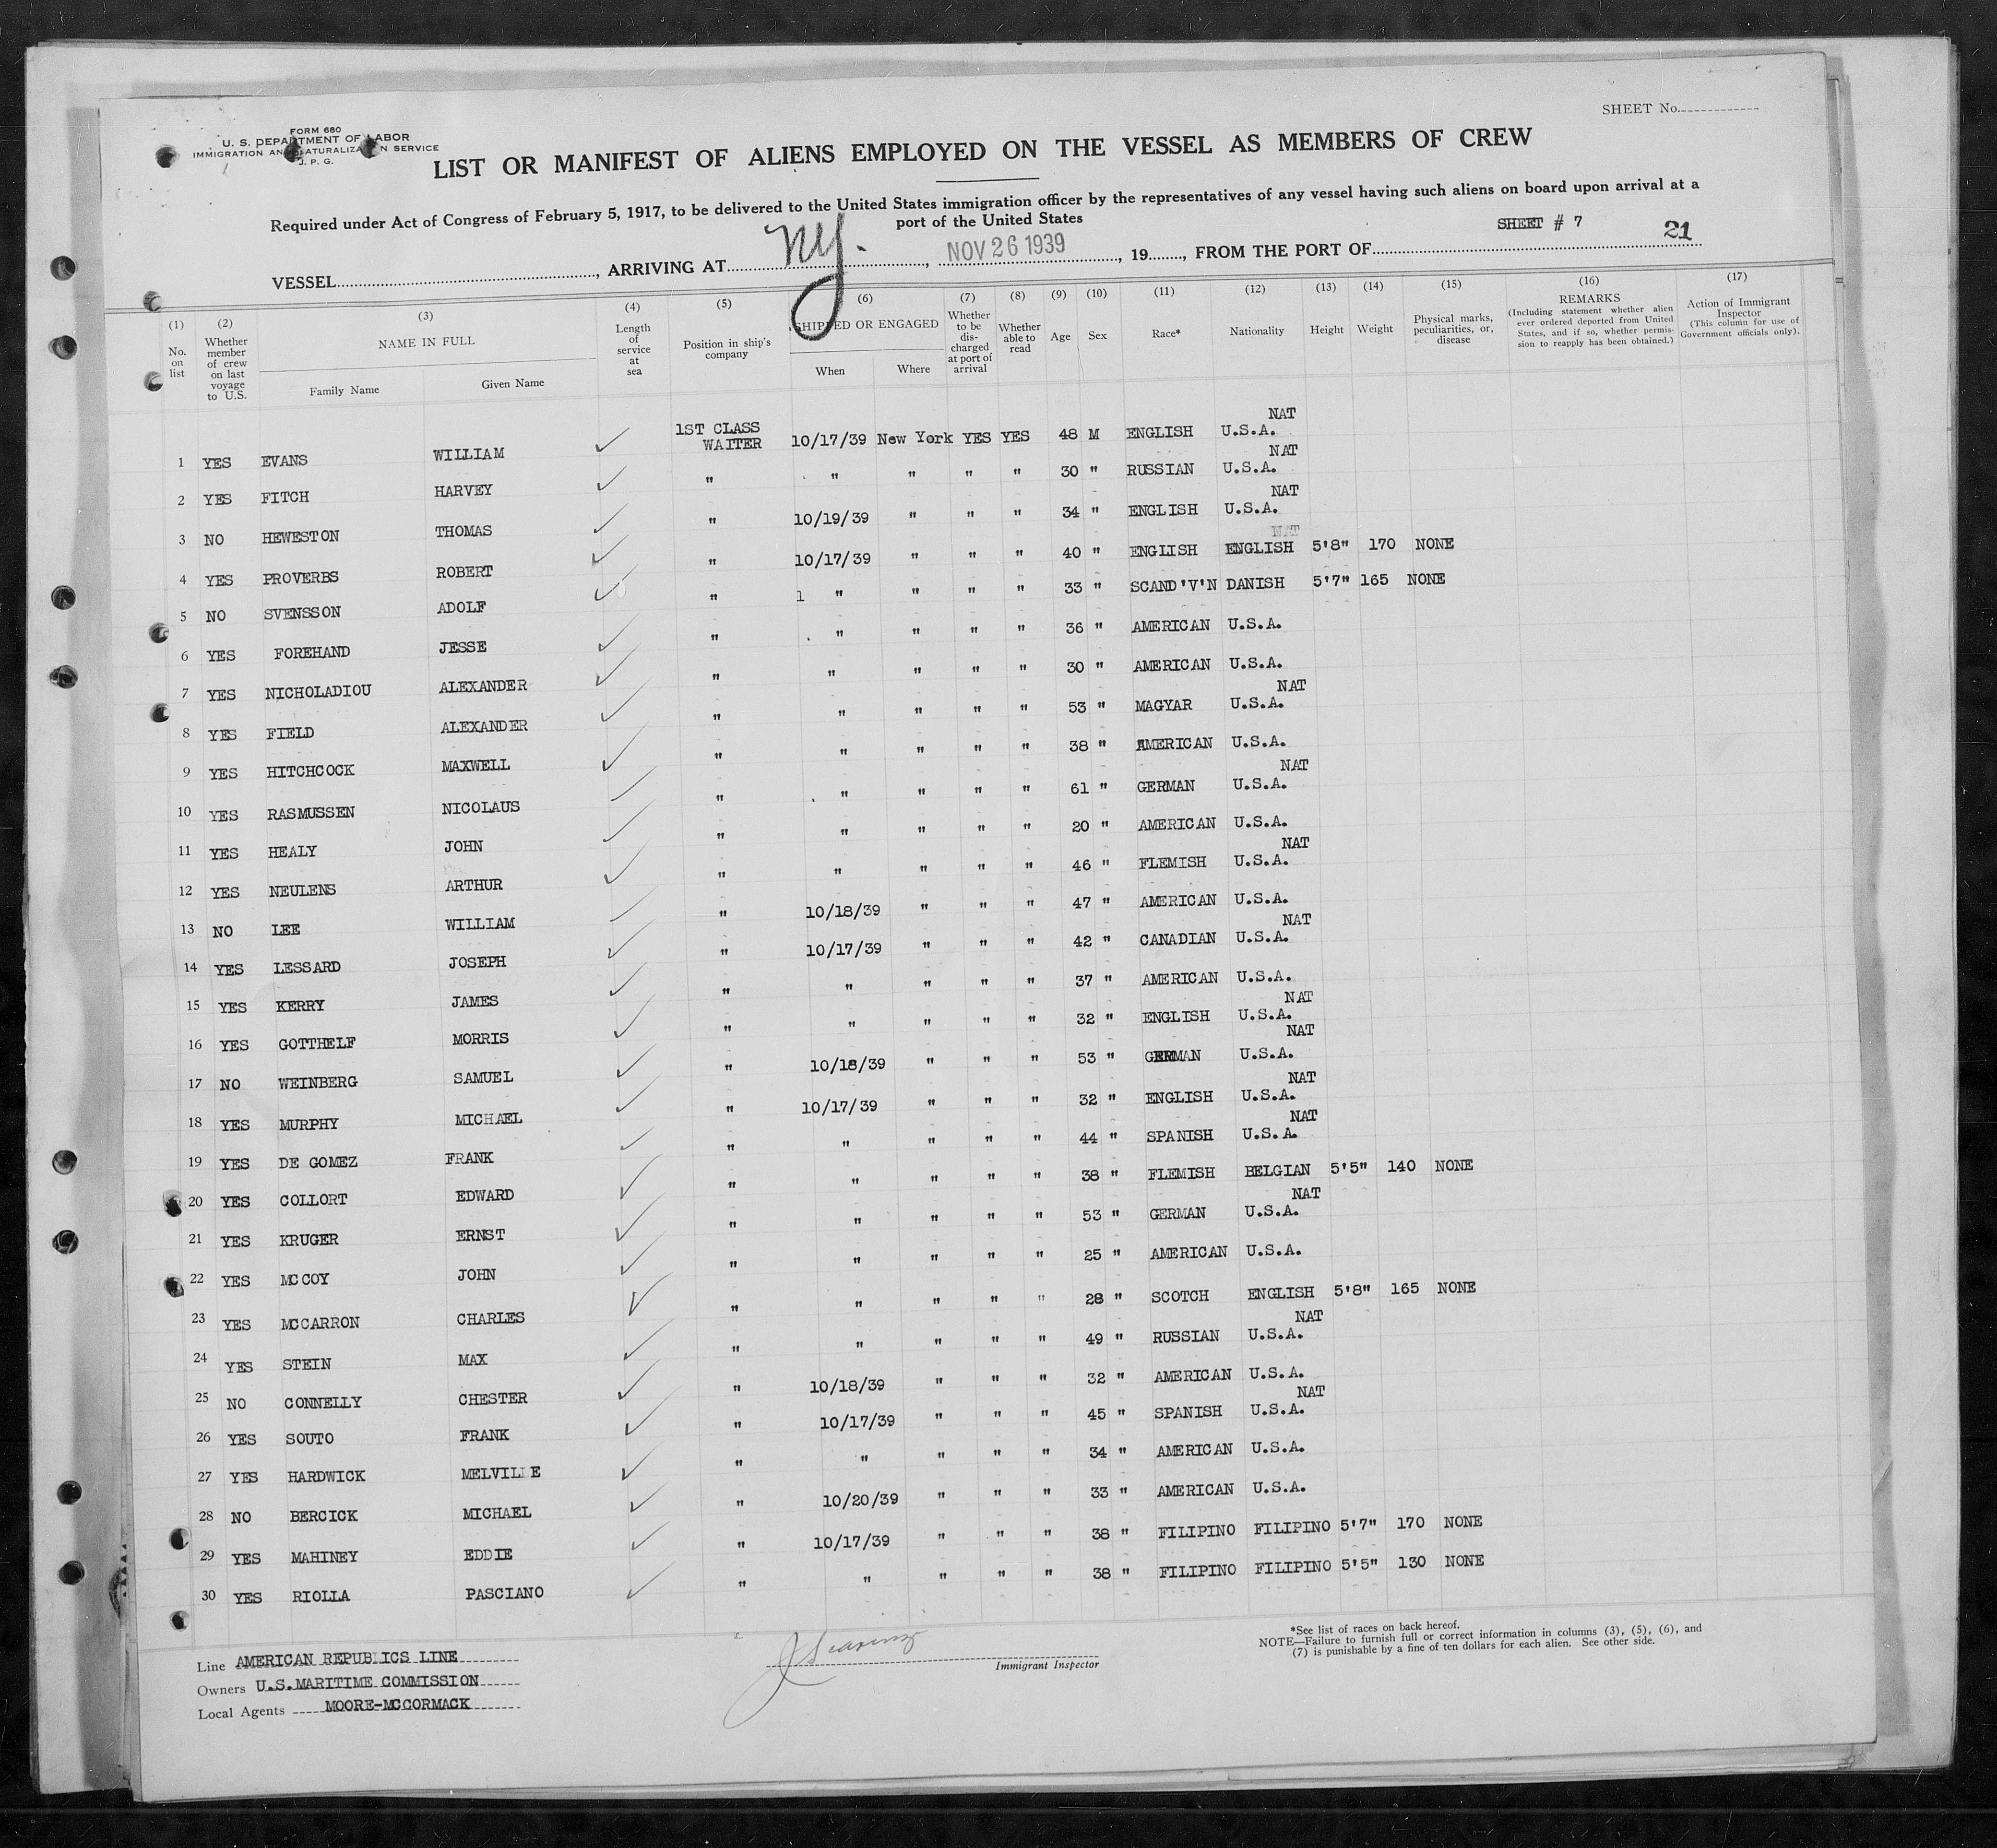 SHEET No.
FORM 680
U. S. DEPARTMENT OF LABOR
IMMIGRATION AND NATURALIZATION SERVICE
J. P. G.
LIST OR MANIFEST OF ALIENS EMPLOYED ON THE VESSEL AS MEMBERS OF CREW
Required under Act of Congress of February 5, 1917, to be delivered to the United States immigration officer by the representatives of any vessel having such aliens on board upon arrival at a
port of the United States
SHEET # 7 21
VESSEL, ARRIVING AT NY., NOV 26 1939, 19, FROM THE PORT OF
(1) No. on list
(2) Whether member of crew on last voyage to U.S.
(3) NAME IN FULL Family Name Given Name
(4) Length of service at sea
(5) Position in ship's company
(6) SHIPPED OR ENGAGED When Where
(7) Whether to be discharged at port of arrival
(8) Whether able to read
(9) Age
(10) Sex
(11) Race*
(12) Nationality
(13) Height
(14) Weight
(15) Physical marks, peculiarities, or, disease
(16) REMARKS (Including statement whether alien ever ordered deported from United States, and if so, whether permission to reapply has been obtained.)
(17) Action of Immigrant Inspector (This column for use of Government officials only).
1 YES EVANS WILLIAM 1ST CLASS WAITER 10/17/39 New York YES YES 48 M ENGLISH NAT U.S.A.
2 YES FITCH HARVEY " " " " " 30 " RUSSIAN NAT U.S.A.
3 NO HEWESTON THOMAS " 10/19/39 " " " 34 " ENGLISH NAT U.S.A.
4 YES PROVERBS ROBERT " 10/17/39 " " " 40 " ENGLISH NAT ENGLISH 5'8" 170 NONE
5 NO SVENSSON ADOLF " 1 " " " " 33 " SCAND'V'N DANISH 5'7" 165 NONE
6 YES FOREHAND JESSE " " " " " 36 " AMERICAN U.S.A.
7 YES NICHOLADIOU ALEXANDER " " " " " 30 " AMERICAN U.S.A.
8 YES FIELD ALEXANDER " " " " " 53 " MAGYAR NAT U.S.A.
9 YES HITCHCOCK MAXWELL " " " " " 38 " AMERICAN U.S.A.
10 YES RASMUSSEN NICOLAUS " " " " " 61 " GERMAN NAT U.S.A.
11 YES HEALY JOHN " " " " " 20 " AMERICAN U.S.A.
12 YES NEULENS ARTHUR " " " " " 46 " FLEMISH NAT U.S.A.
13 NO LEE WILLIAM " 10/18/39 " " " 47 " AMERICAN U.S.A.
14 YES LESSARD JOSEPH " 10/17/39 " " " 42 " CANADIAN NAT U.S.A.
15 YES KERRY JAMES " " " " " 37 " AMERICAN U.S.A.
16 YES GOTTHELF MORRIS " " " " " 32 " ENGLISH NAT U.S.A.
17 NO WEINBERG SAMUEL " 10/18/39 " " " 53 " GERMAN NAT U.S.A.
18 YES MURPHY MICHAEL " 10/17/39 " " " 32 " ENGLISH NAT U.S.A.
19 YES DE GOMEZ FRANK " " " " " 44 " SPANISH NAT U.S.A.
20 YES COLLORT EDWARD " " " " " 38 " FLEMISH BELGIAN 5'5" 140 NONE
21 YES KRUGER ERNST " " " " " 53 " GERMAN NAT U.S.A.
22 YES MC COY JOHN " " " " " 25 " AMERICAN U.S.A.
23 YES MCCARRON CHARLES " " " " " 28 " SCOTCH ENGLISH 5'8" 165 NONE
24 YES STEIN MAX " " " " " 49 " RUSSIAN NAT U.S.A.
25 NO CONNELLY CHESTER " 10/18/39 " " " 32 " AMERICAN U.S.A.
26 YES SOUTO FRANK " 10/17/39 " " " 45 " SPANISH NAT U.S.A.
27 YES HARDWICK MELVILLE " " " " " 34 " AMERICAN U.S.A.
28 NO BERCICK MICHAEL " 10/20/39 " " " 33 " AMERICAN U.S.A.
29 YES MAHINEY EDDIE " 10/17/39 " " " 38 " FILIPINO FILIPINO 5'7" 170 NONE
30 YES RIOLLA PASCIANO " " " " " 38 " FILIPINO FILIPINO 5'5" 130 NONE
*See list of races on back hereof.
NOTE—Failure to furnish full or correct information in columns (3), (5), (6), and
(7) is punishable by a fine of ten dollars for each alien. See other side.
Line AMERICAN REPUBLICS LINE
Owners U.S.MARITIME COMMISSION
Local Agents MOORE-MCCORMACK
Immigrant Inspector